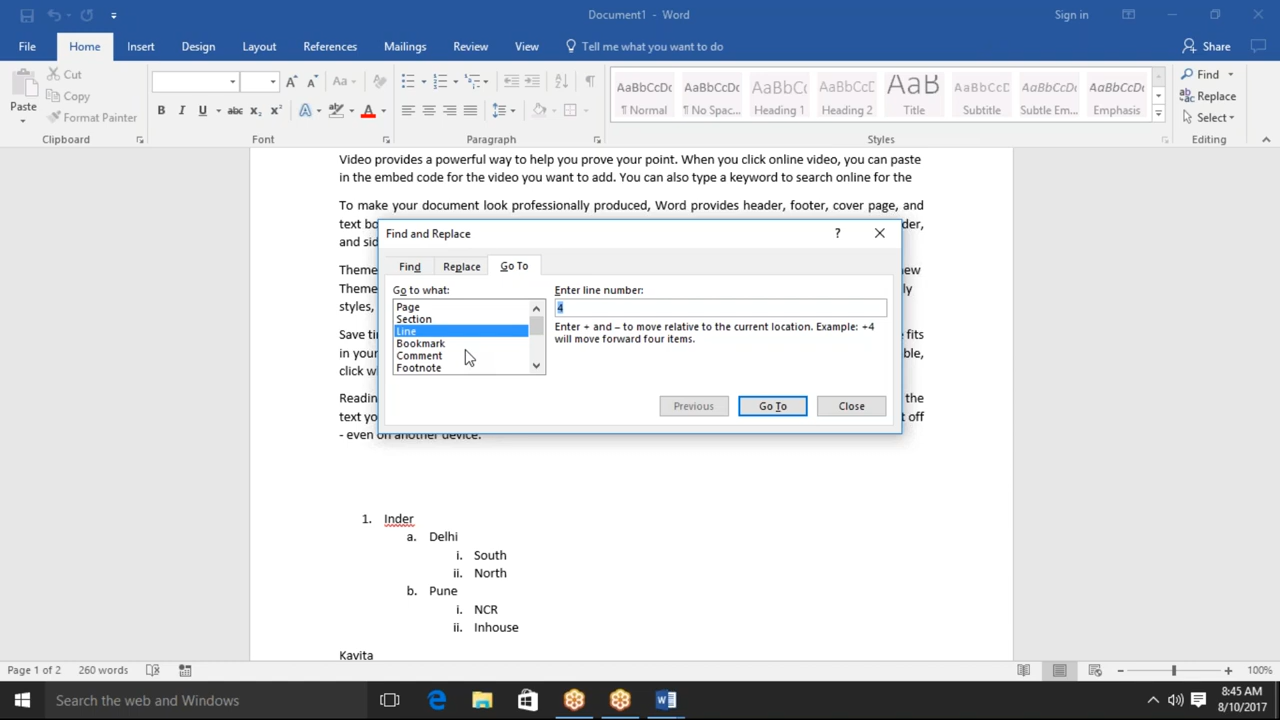 Document1 - Word
Sign in
File Home Insert Design Layout References Mailings Review View Tell me what you want to do Share
Paste
Cut
Copy
Format Painter
Clipboard
Aa
B I U abc X2 X2 A A
Font
Paragraph
AaBbCcDc AaBbCcDc AaBbCc AaBbCcD AaB AaBbCcD AaBbCcDc AaBbCcDc
¶ Normal ¶ No Spac... Heading 1 Heading 2 Title Subtitle Subtle Em... Emphasis
Styles
Find
Replace
Select
Editing
Video provides a powerful way to help you prove your point. When you click online video, you can paste
in the embed code for the video you want to add. You can also type a keyword to search online for the
To make your document look professionally produced, Word provides header, footer, cover page, and
text bo der,
and sid
Theme new
Theme ly
styles,
Save ti e fits
in your ble,
click w
Readin the
text yo t off
- even on another device.
Find and Replace
?
Find Replace Go To
Go to what:
Page
Section
Line
Bookmark
Comment
Footnote
Enter line number:
4
Enter + and – to move relative to the current location. Example: +4
will move forward four items.
Previous Go To Close
1. Inder
a. Delhi
i. South
ii. North
b. Pune
i. NCR
ii. Inhouse
Kavita
Page 1 of 2 260 words 100%
Search the web and Windows
8:45 AM
8/10/2017